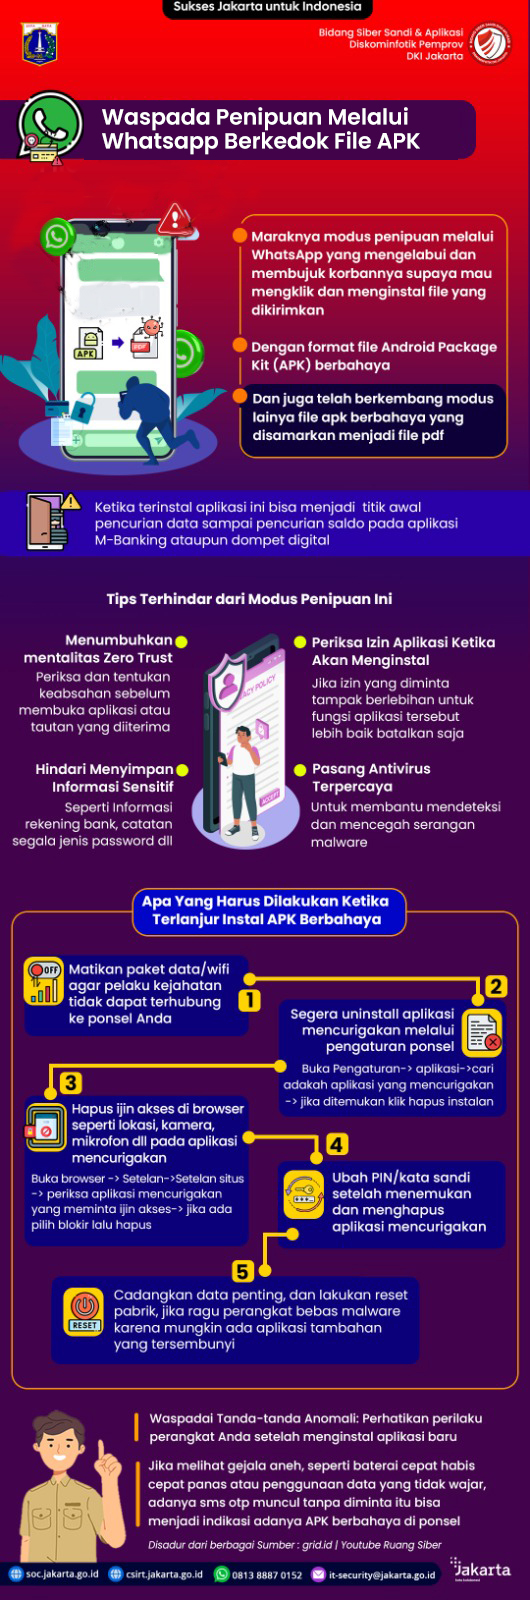 Sukses Jakarta untuk Indonesia
Bidang Siber Sandi & Aplikasi
Diskominfotik Pemprov
DKI Jakarta
Waspada Penipuan Melalui
Whatsapp Berkedok File APK
Maraknya modus penipuan melalui
WhatsApp yang mengelabui dan
membujuk korbannya supaya mau
mengklik dan menginstal file yang
dikirimkan
APK
PDF
Dengan format file Android Package
Kit (APK) berbahaya
Dan juga telah berkembang modus
lainya file apk berbahaya yang
disamarkan menjadi file pdf
Ketika terinstal aplikasi ini bisa menjadi titik awal
pencurian data sampai pencurian saldo pada aplikasi
M-Banking ataupun dompet digital
Tips Terhindar dari Modus Penipuan Ini
Menumbuhkan
mentalitas Zero Trust
Periksa dan tentukan
keabsahan sebelum
membuka aplikasi atau
tautan yang diiterima
Periksa Izin Aplikasi Ketika
Akan Menginstal
Jika izin yang diminta
tampak berlebihan untuk
fungsi aplikasi tersebut
lebih baik batalkan saja
Hindari Menyimpan
Informasi Sensitif
Seperti Informasi
rekening bank, catatan
segala jenis password dll
Pasang Antivirus
Terpercaya
Untuk membantu mendeteksi
dan mencegah serangan
malware
ACY POLICY
ACCEPT
Apa Yang Harus Dilakukan Ketika
Terlanjur Instal APK Berbahaya
OFF
Matikan paket data/wifi
agar pelaku kejahatan
tidak dapat terhubung
ke ponsel Anda
1
2
Segera uninstall aplikasi
mencurigakan melalui
pengaturan ponsel
Buka Pengaturan-> aplikasi->cari
adakah aplikasi yang mencurigakan
-> jika ditemukan klik hapus instalan
3
Hapus ijin akses di browser
seperti lokasi, kamera,
mikrofon dll pada aplikasi
mencurigakan
Buka browser -> Setelan->Setelan situs
-> periksa aplikasi mencurigakan
yang meminta ijin akses-> jika ada
pilih blokir lalu hapus
4
Ubah PIN/kata sandi
setelah menemukan
dan menghapus
aplikasi mencurigakan
5
RESET
Cadangkan data penting, dan lakukan reset
pabrik, jika ragu perangkat bebas malware
karena mungkin ada aplikasi tambahan
yang tersembunyi
Waspadai Tanda-tanda Anomali: Perhatikan perilaku
perangkat Anda setelah menginstal aplikasi baru
Jika melihat gejala aneh, seperti baterai cepat habis
cepat panas atau penggunaan data yang tidak wajar,
adanya sms otp muncul tanpa diminta itu bisa
menjadi indikasi adanya APK berbahaya di ponsel
Disadur dari berbagai Sumber : grid.id | Youtube Ruang Siber
soc.jakarta.go.id
csirt.jakarta.go.id
0813 8887 0152
it-security@jakarta.go.id
Jakarta